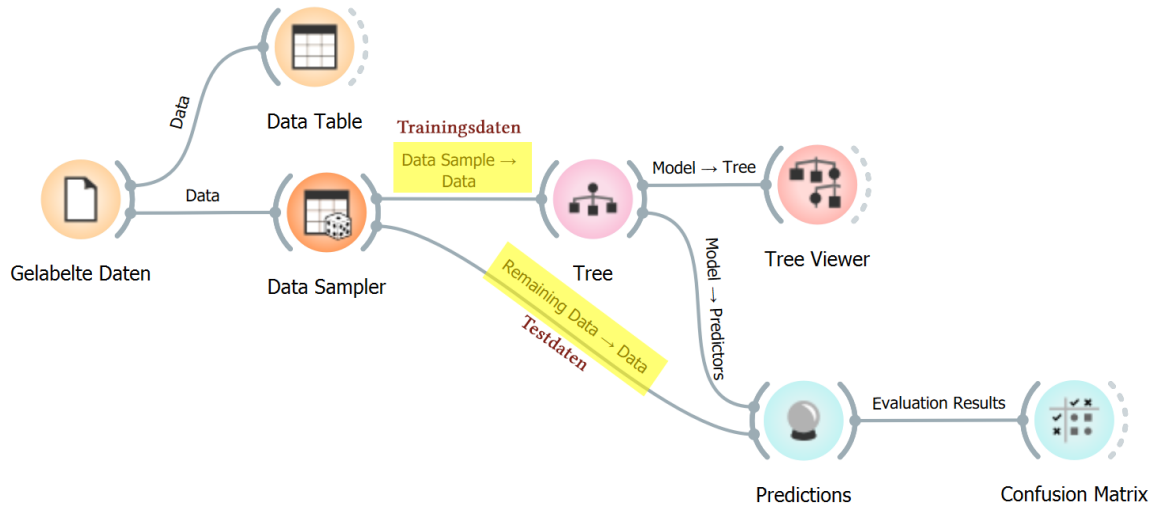 Data
Data Table
Trainingsdaten
Data Sample →
Data
Model → Tree
Data
Gelabelte Daten
Data Sampler
Tree
Tree Viewer
Remaining Data → Data
Testdaten
Model → Predictors
Evaluation Results
Predictions
Confusion Matrix